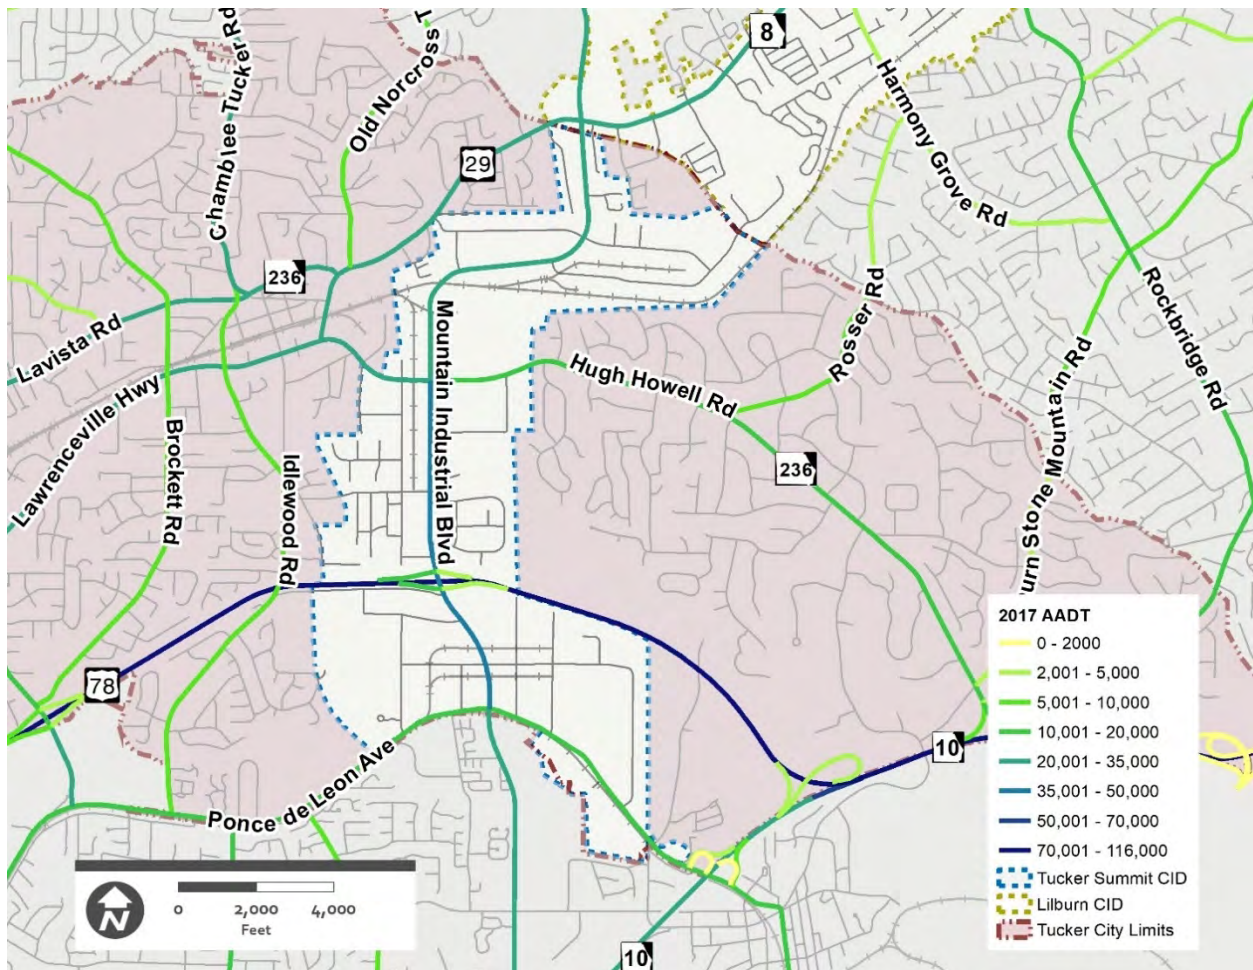 8
Chamblee Tucker Rd
Old Norcross T
Harmony Grove Rd
29
236
Lavista Rd
Lawrenceville Hwy
Mountain Industrial Blvd
Hugh Howell Rd
Rosser Rd
Rockbridge Rd
Brockett Rd
Idlewood Rd
236
urn Stone Mountain Rd
78
10
Ponce de Leon Ave
10
N
0 2,000 4,000
Feet
2017 AADT
0 - 2000
2,001 - 5,000
5,001 - 10,000
10,001 - 20,000
20,001 - 35,000
35,001 - 50,000
50,001 - 70,000
70,001 - 116,000
Tucker Summit CID
Lilburn CID
Tucker City Limits